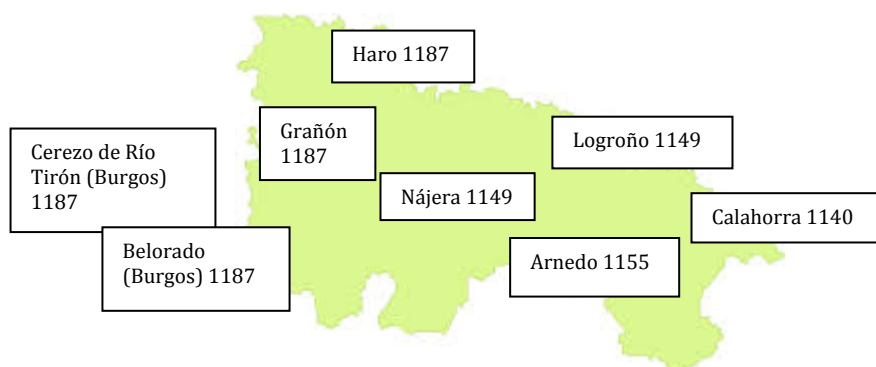 Haro 1187
Grañón
1187
Logroño 1149
Cerezo de Río
Tirón (Burgos)
1187
Nájera 1149
Calahorra 1140
Belorado
(Burgos) 1187
Arnedo 1155